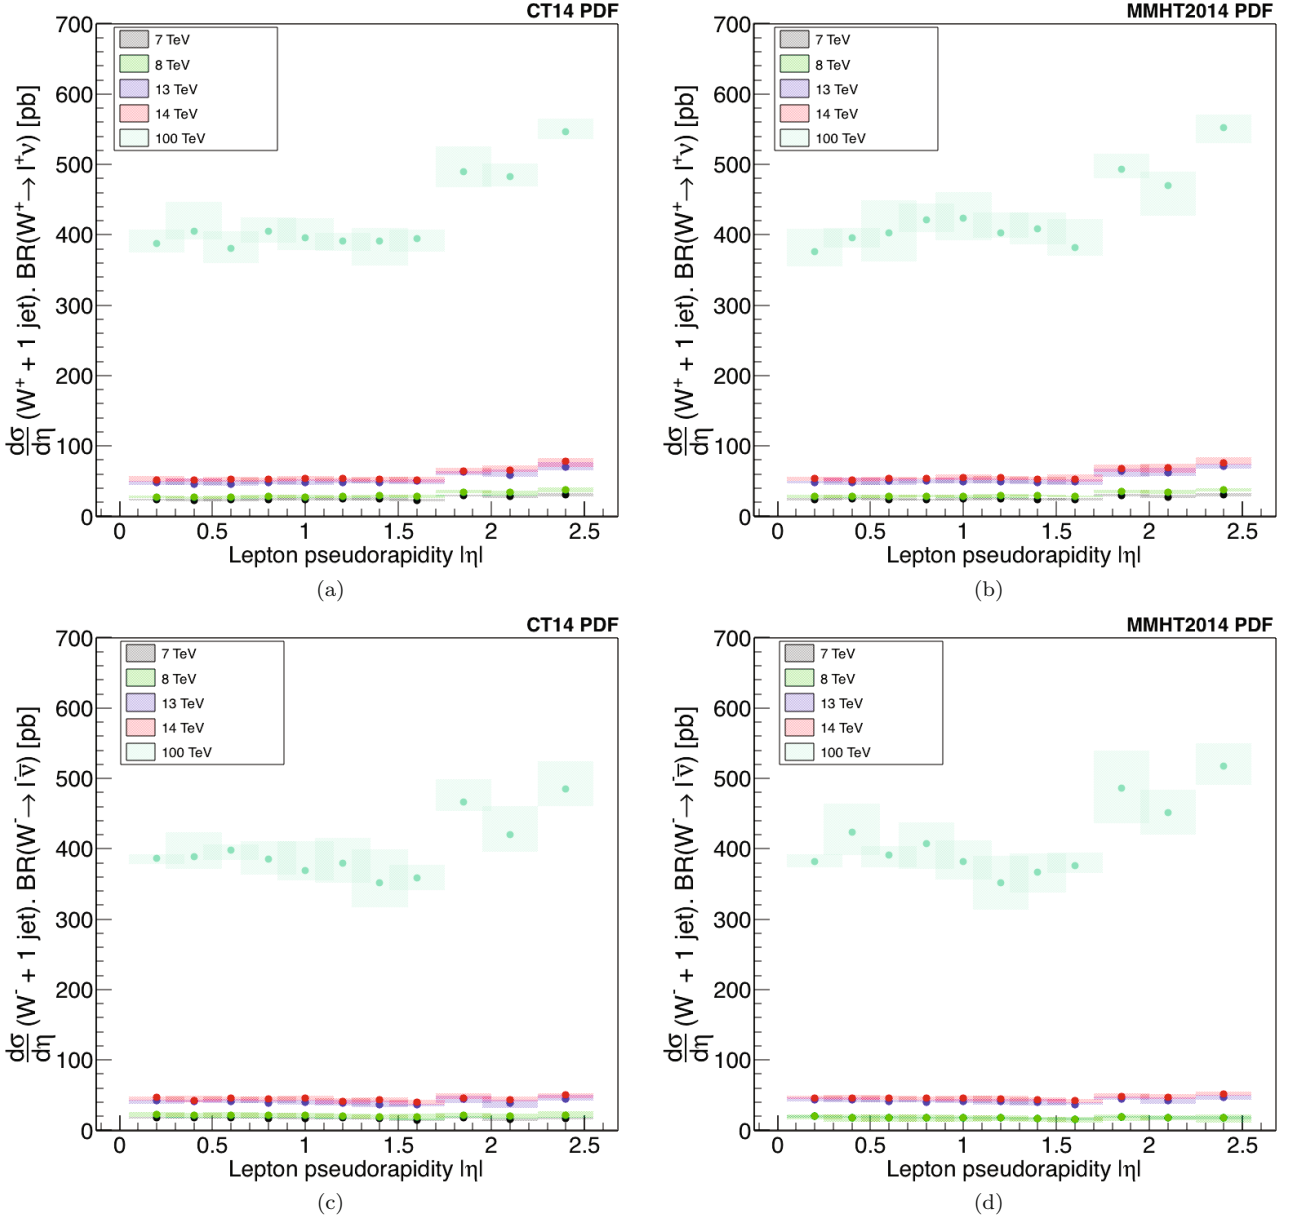 CT14 PDF
700
600
500
400
300
200
100
0
dσ/dη (W⁺ + 1 jet). BR(W⁺→ l⁺ν) [pb]
7 TeV
8 TeV
13 TeV
14 TeV
100 TeV
0 0.5 1 1.5 2 2.5
Lepton pseudorapidity |η|
(a)
MMHT2014 PDF
700
600
500
400
300
200
100
0
dσ/dη (W⁺ + 1 jet). BR(W⁺→ l⁺ν) [pb]
7 TeV
8 TeV
13 TeV
14 TeV
100 TeV
0 0.5 1 1.5 2 2.5
Lepton pseudorapidity |η|
(b)
CT14 PDF
700
600
500
400
300
200
100
0
dσ/dη (W⁻ + 1 jet). BR(W⁻→ l⁻ν̅) [pb]
7 TeV
8 TeV
13 TeV
14 TeV
100 TeV
0 0.5 1 1.5 2 2.5
Lepton pseudorapidity |η|
(c)
MMHT2014 PDF
700
600
500
400
300
200
100
0
dσ/dη (W⁻ + 1 jet). BR(W⁻→ l⁻ν̅) [pb]
7 TeV
8 TeV
13 TeV
14 TeV
100 TeV
0 0.5 1 1.5 2 2.5
Lepton pseudorapidity |η|
(d)